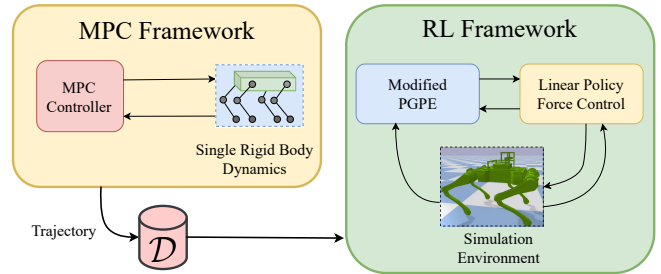 MPC Framework
MPC
Controller
Single Rigid Body
Dynamics
Trajectory
D
RL Framework
Modified
PGPE
Linear Policy
Force Control
Simulation
Environment